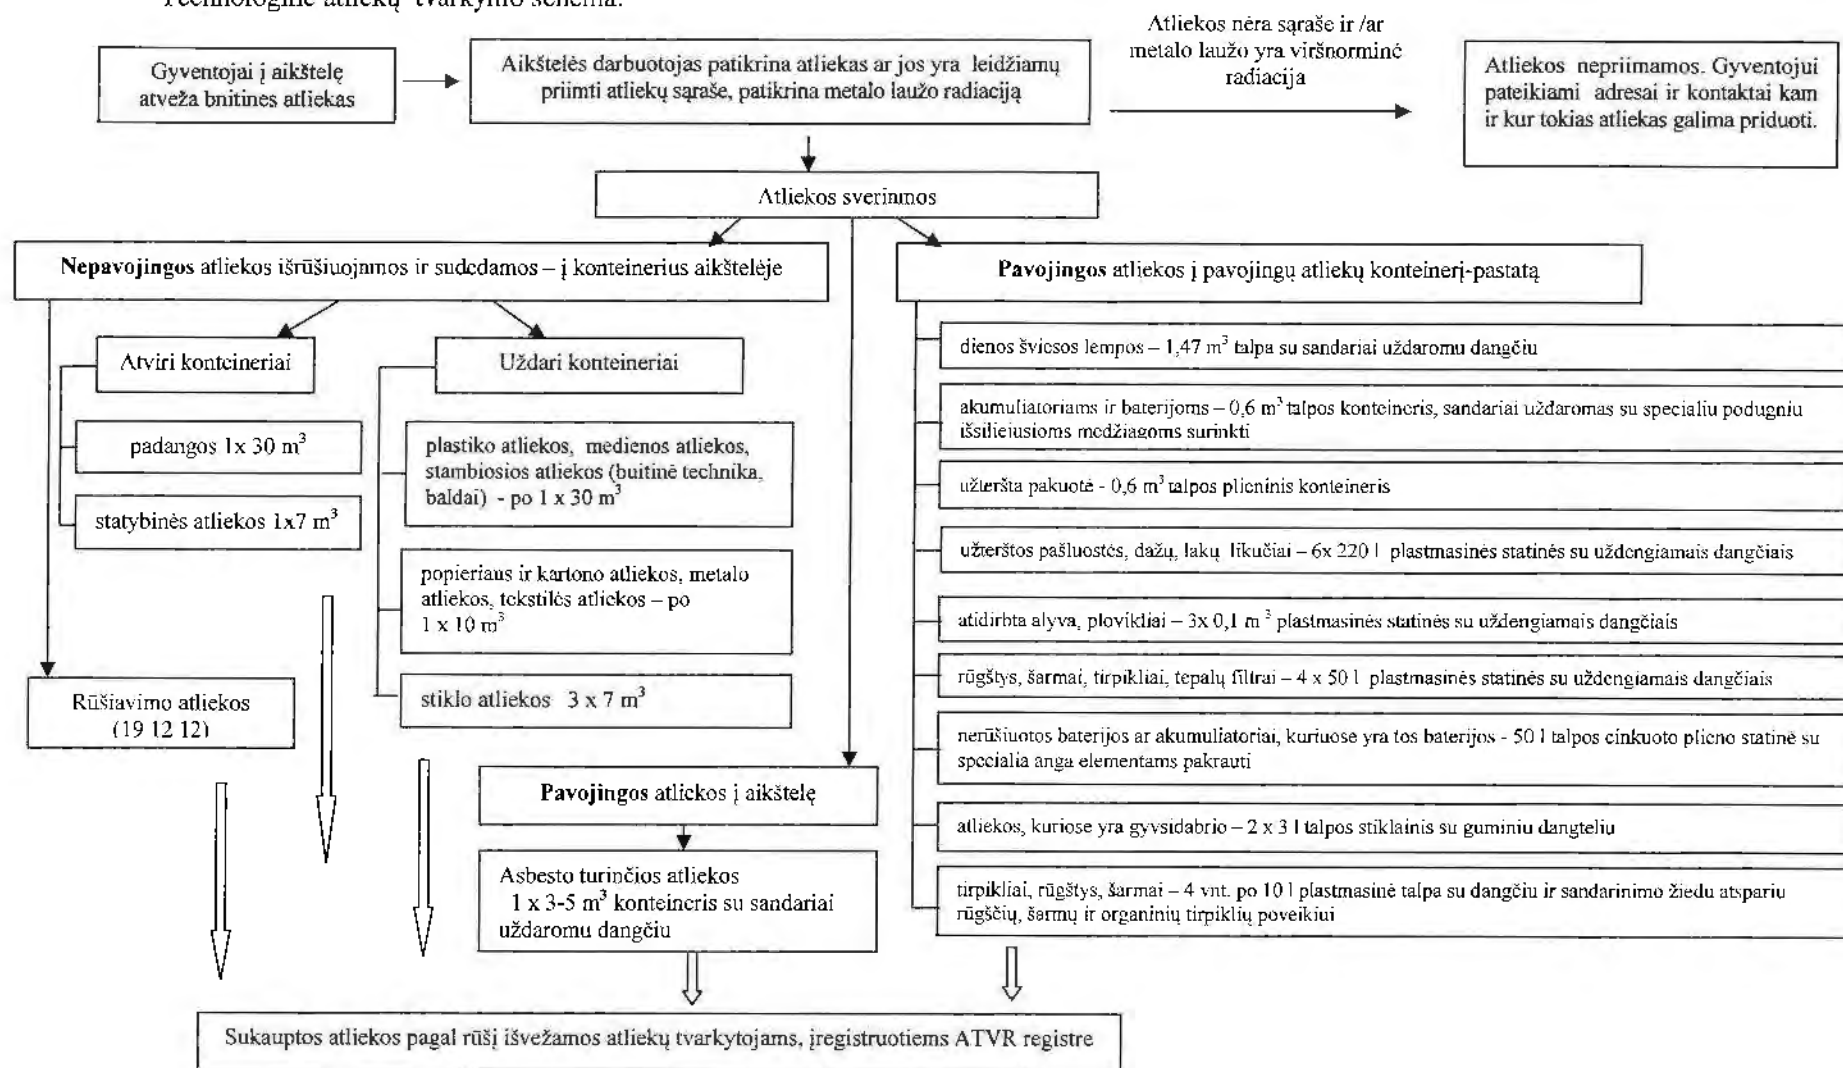 Technologinė atliekų tvarkymo schema.
Gyventojai į aikštelę
atveža bnitines atliekas
Aikštelės darbuotojas patikrina atliekas ar jos yra leidžiamų
priimti atliekų sąraše, patikrina metalo laužo radiaciją
Atliekos nėra sąraše ir /ar
metalo laužo yra viršnorminė
radiacija
Atliekos nepriimamos. Gyventojui
pateikiami adresai ir kontaktai kam
ir kur tokias atliekas galima priduoti.
Atliekos sveriamos
Nepavojingos atliekos išrūšiuojamos ir sudedamos – į konteinerius aikštelėje
Pavojingos atliekos į pavojingų atliekų konteinerį-pastatą
Atviri konteineriai
padangos 1x 30 m³
statybinės atliekos 1x7 m³
Uždari konteineriai
plastiko atliekos, medienos atliekos,
stambiosios atliekos (buitinė technika,
baldai) - po 1 x 30 m³
popieriaus ir kartono atliekos, metalo
atliekos, tekstilės atliekos – po
1 x 10 m³
stiklo atliekos 3 x 7 m³
Rūšiavimo atliekos
(19 12 12)
Pavojingos atliekos į aikštelę
Asbesto turinčios atliekos
1 x 3-5 m³ konteineris su sandariai
uždaromu dangčiu
dienos šviesos lempos – 1,47 m³ talpa su sandariai uždaromu dangčiu
akumuliatoriams ir baterijoms – 0,6 m³ talpos konteineris, sandariai uždaromas su specialiu podugniu
išsiliejusioms medžiagoms surinkti
užteršta pakuotė - 0,6 m³ talpos plieninis konteineris
užterštos pašluostės, dažų, lakų likučiai – 6x 220 l plastmasinės statinės su uždengiamais dangčiais
atidirbta alyva, plovikliai – 3x 0,1 m³ plastmasinės statinės su uždengiamais dangčiais
rūgštys, šarmai, tirpikliai, tepalų filtrai – 4 x 50 l plastmasinės statinės su uždengiamais dangčiais
nerūšiuotos baterijos ar akumuliatoriai, kuriuose yra tos baterijos - 50 l talpos cinkuoto plieno statinė su
specialia anga elementams pakrauti
atliekos, kuriose yra gyvsidabrio – 2 x 3 l talpos stiklainis su guminiu dangteliu
tirpikliai, rūgštys, šarmai – 4 vnt. po 10 l plastmasinė talpa su dangčiu ir sandarinimo žiedu atspariu
rūgščių, šarmų ir organinių tirpiklių poveikiui
Sukauptos atliekos pagal rūšį išvežamos atliekų tvarkytojams, įregistruotiems ATVR registre